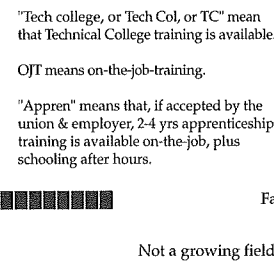 "Tech college, or Tech Col, or TC" mean
that Technical College training is available.
OJT means on-the-job-training.
"Appren" means that, if accepted by the
union & employer, 2-4 yrs apprenticeship
training is available on-the-job, plus
schooling after hours.
Fa
Not a growing field